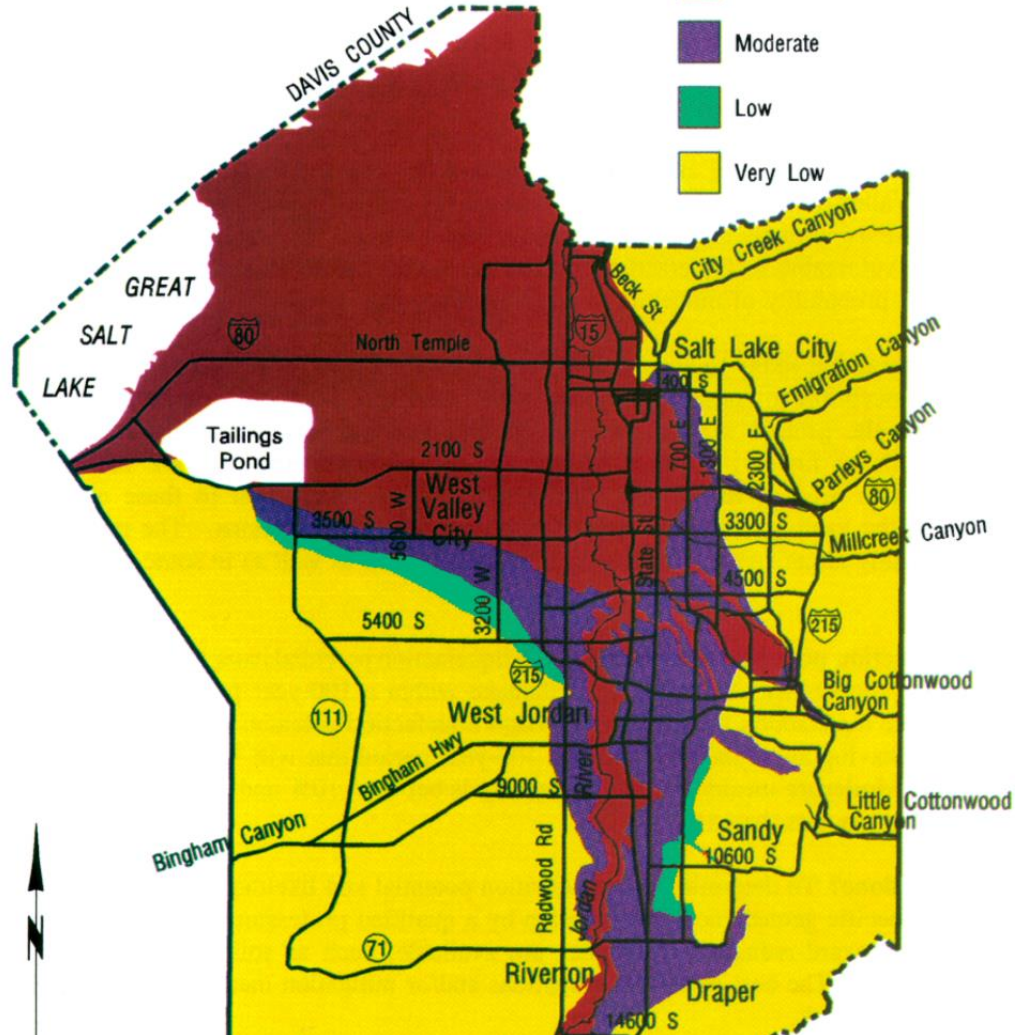 DAVIS COUNTY
Moderate
Low
Very Low
City Creek Canyon
GREAT
SALT
LAKE
80
North Temple
15
Beck St
Salt Lake City
Emigration Canyon
400 S
Tailings
Pond
2100 S
700 E
1300 E
2300 E
Parleys Canyon
80
West
Valley
City
3500 S
5600 W
State St
3300 S
Millcreek Canyon
4500 S
3200 W
5400 S
215
215
Big Cottonwood
Canyon
111
West Jordan
Bingham Hwy
9000 S
River
Little Cottonwood
Canyon
Bingham Canyon
Sandy
10600 S
Redwood Rd
Jordan
N
71
Riverton
Draper
14600 S